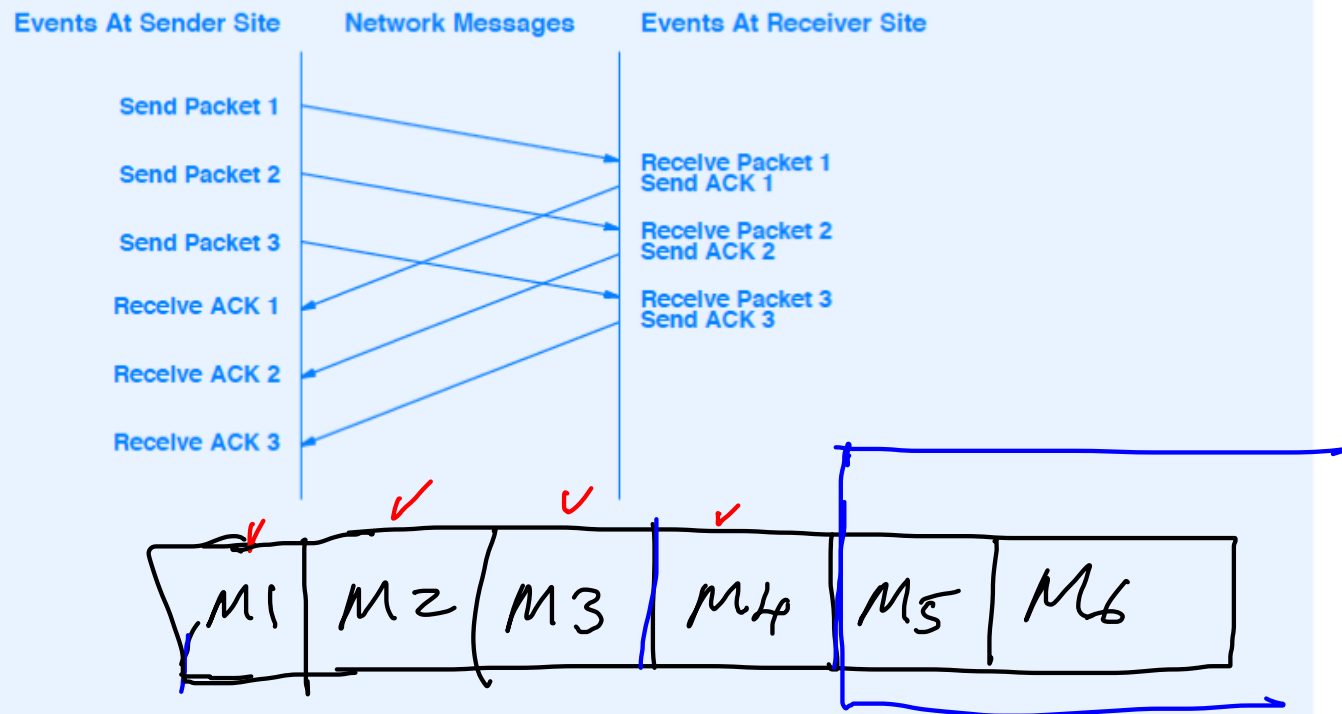 Events At Sender Site Network Messages Events At Receiver Site
Send Packet 1
Receive Packet 1
Send Packet 2
Send ACK 1
Receive Packet 2
Send Packet 3
Send ACK 2
Receive Packet 3
Receive ACK 1
Send ACK 3
Receive ACK 2
Receive ACK 3
M1 M2 M3 M4 M5 M6